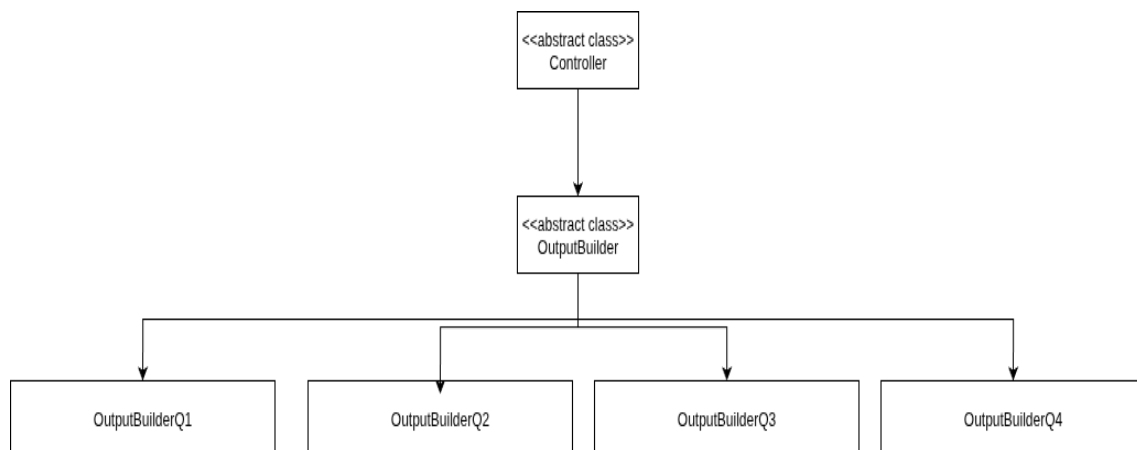 <<abstract class>>
Controller
<<abstract class>>
OutputBuilder
OutputBuilderQ1
OutputBuilderQ2
OutputBuilderQ3
OutputBuilderQ4